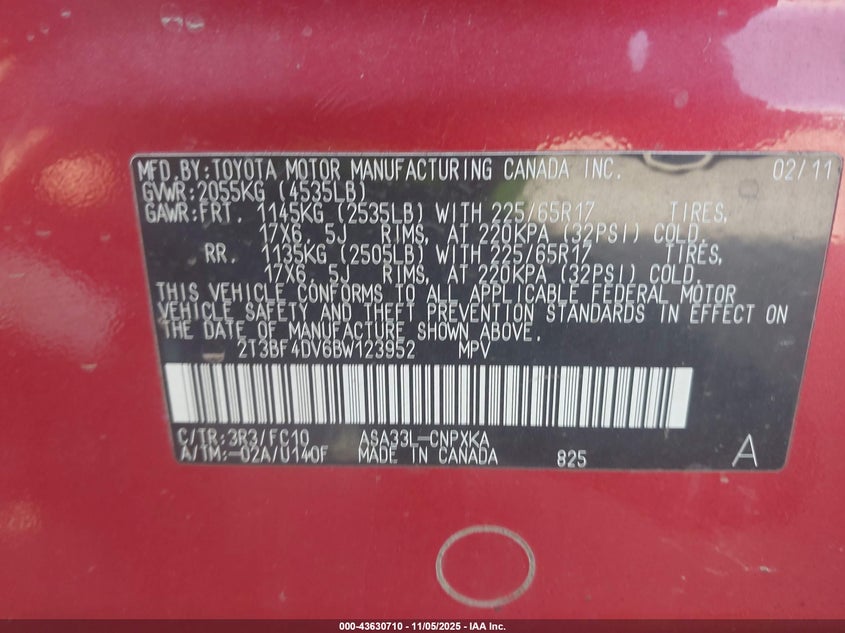 MFD.BY:TOYOTA MOTOR MANUFACTURING CANADA INC. 02/11
GVWR:2055KG (4535LB)
GAWR:FRT. 1145KG (2535LB) WITH 225/65R17 TIRES,
17X6. 5J RIMS, AT 220KPA (32PSI) COLD.
RR. 1135KG (2505LB) WITH 225/65R17 TIRES,
17X6. 5J RIMS, AT 220KPA (32PSI) COLD.
THIS VEHICLE CONFORMS TO ALL APPLICABLE FEDERAL MOTOR
VEHICLE SAFETY AND THEFT PREVENTION STANDARDS IN EFFECT ON
THE DATE OF MANUFACTURE SHOWN ABOVE.
2T3BF4DV6BW123952 MPV
C/TR:3R3/FC10 ASA33L-CNPXKA
A/TM:-02A/U140F MADE IN CANADA 825 A
000-43630710 - 11/05/2025 - IAA Inc.